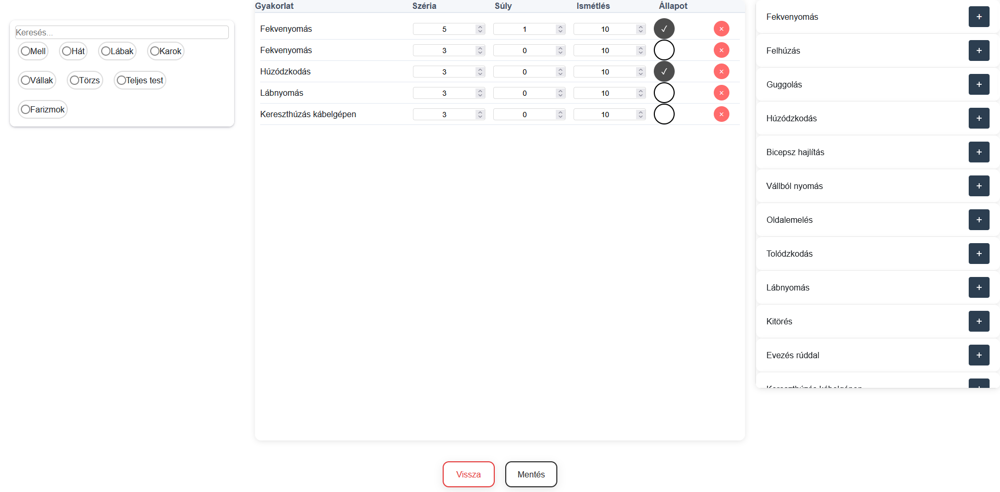 Keresés...
Mell Hát Lábak Karok
Vállak Törzs Teljes test
Farizmok
Gyakorlat Széria Súly Ismétlés Állapot
Fekvenyomás 5 1 10 ✓ ×
Fekvenyomás 3 0 10 ×
Húzódzkodás 3 0 10 ✓ ×
Lábnyomás 3 0 10 ×
Kereszthúzás kábelgépen 3 0 10 ×
Fekvenyomás +
Felhúzás +
Guggolás +
Húzódzkodás +
Bicepsz hajlítás +
Vállból nyomás +
Oldalemelés +
Tolódzkodás +
Lábnyomás +
Kitörés +
Evezés rúddal +
Kereszthúzás kábelgépen +
Vissza Mentés